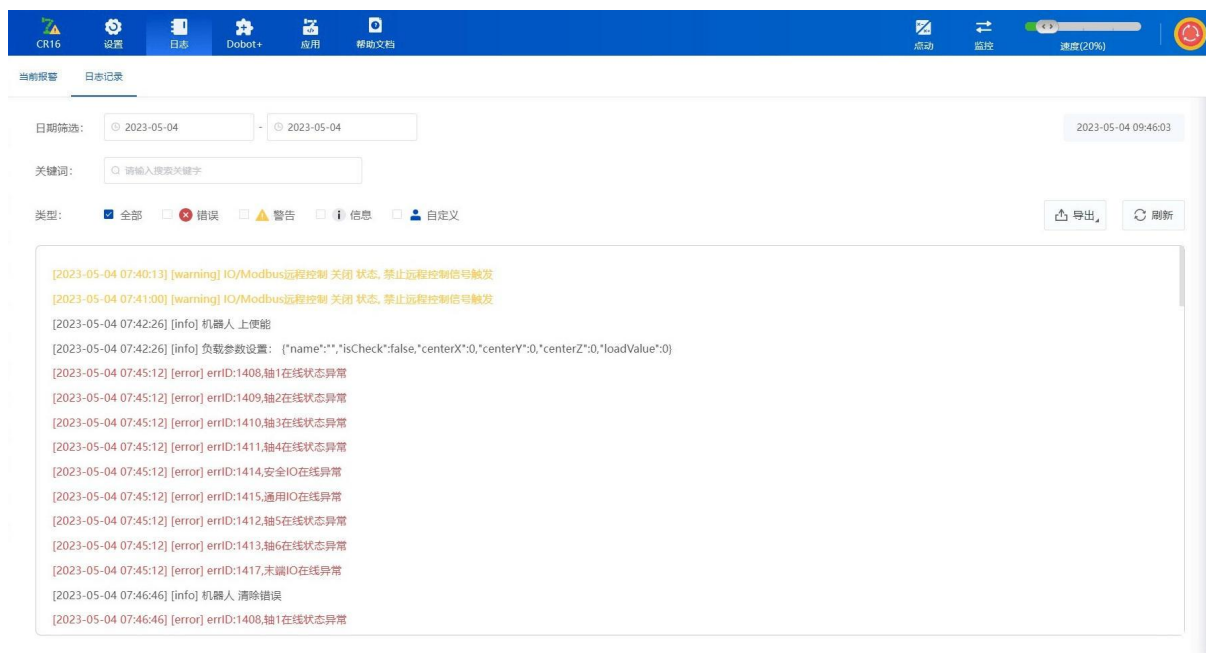 CR16 设置 日志 Dobot+ 应用 帮助文档 点动 监控 速度(20%)
当前报警 日志记录
日期筛选: 2023-05-04 - 2023-05-04 2023-05-04 09:46:03
关键词: 请输入搜索关键字
类型: 全部 错误 警告 信息 自定义 导出 刷新
[2023-05-04 07:40:13] [warning] IO/Modbus远程控制 关闭 状态, 禁止远程控制信号触发
[2023-05-04 07:41:00] [warning] IO/Modbus远程控制 关闭 状态, 禁止远程控制信号触发
[2023-05-04 07:42:26] [info] 机器人 上使能
[2023-05-04 07:42:26] [info] 负载参数设置： {"name":"","isCheck":false,"centerX":0,"centerY":0,"centerZ":0,"loadValue":0}
[2023-05-04 07:45:12] [error] errID:1408,轴1在线状态异常
[2023-05-04 07:45:12] [error] errID:1409,轴2在线状态异常
[2023-05-04 07:45:12] [error] errID:1410,轴3在线状态异常
[2023-05-04 07:45:12] [error] errID:1411,轴4在线状态异常
[2023-05-04 07:45:12] [error] errID:1414,安全IO在线异常
[2023-05-04 07:45:12] [error] errID:1415,通用IO在线异常
[2023-05-04 07:45:12] [error] errID:1412,轴5在线状态异常
[2023-05-04 07:45:12] [error] errID:1413,轴6在线状态异常
[2023-05-04 07:45:12] [error] errID:1417,末端IO在线异常
[2023-05-04 07:46:46] [info] 机器人 清除错误
[2023-05-04 07:46:46] [error] errID:1408,轴1在线状态异常